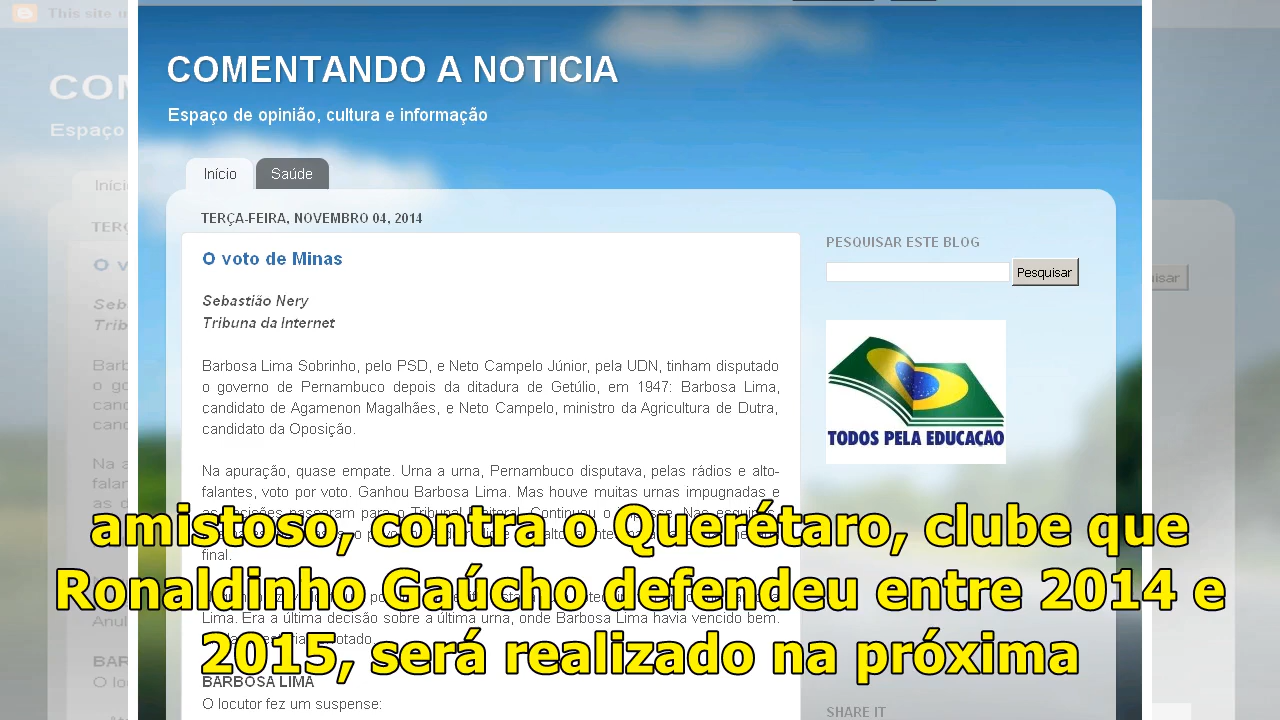 This site u
COMENTANDO A NOTICIA
Espaço de opinião, cultura e informação
Início
Saúde
TERÇA-FEIRA, NOVEMBRO 04, 2014
O voto de Minas
Sebastião Nery
Tribuna da Internet
Barbosa Lima Sobrinho, pelo PSD, e Neto Campelo Júnior, pela UDN, tinham disputado
o governo de Pernambuco depois da ditadura de Getúlio, em 1947: Barbosa Lima,
candidato de Agamenon Magalhães, e Neto Campelo, ministro da Agricultura de Dutra,
candidato da Oposição.
Na apuração, quase empate. Urna a urna, Pernambuco disputava, pelas rádios e alto-
falantes, voto por voto. Ganhou Barbosa Lima. Mas houve muitas urnas impugnadas e
final.
Lima. Era a última decisão sobre a última urna, onde Barbosa Lima havia vencido bem.
BARBOSA LIMA
O locutor fez um suspense:
PESQUISAR ESTE BLOG
Pesquisar
TODOS PELA EDUCAÇÃO
SHARE IT
amistoso, contra o Querétaro, clube que
Ronaldinho Gaúcho defendeu entre 2014 e
2015, será realizado na próxima